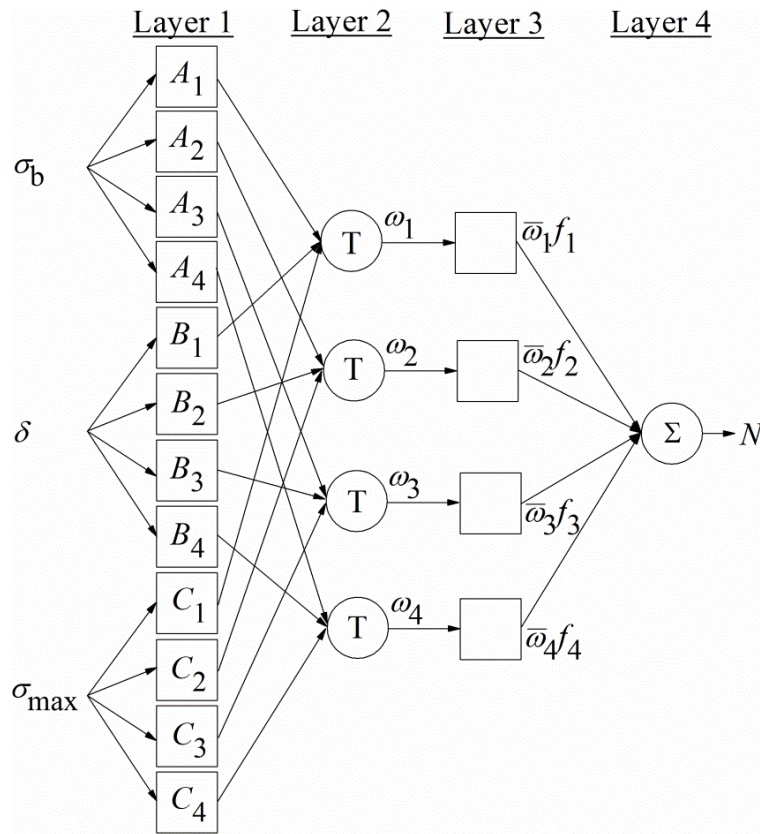 Layer 1 Layer 2 Layer 3 Layer 4
A1
A2
σb
A3
A4
B1
B2
δ
B3
B4
C1
C2
σmax
C3
C4
T ω1 ω̅1f1
T ω2 ω̅2f2
Σ N
T ω3 ω̅3f3
T ω4 ω̅4f4